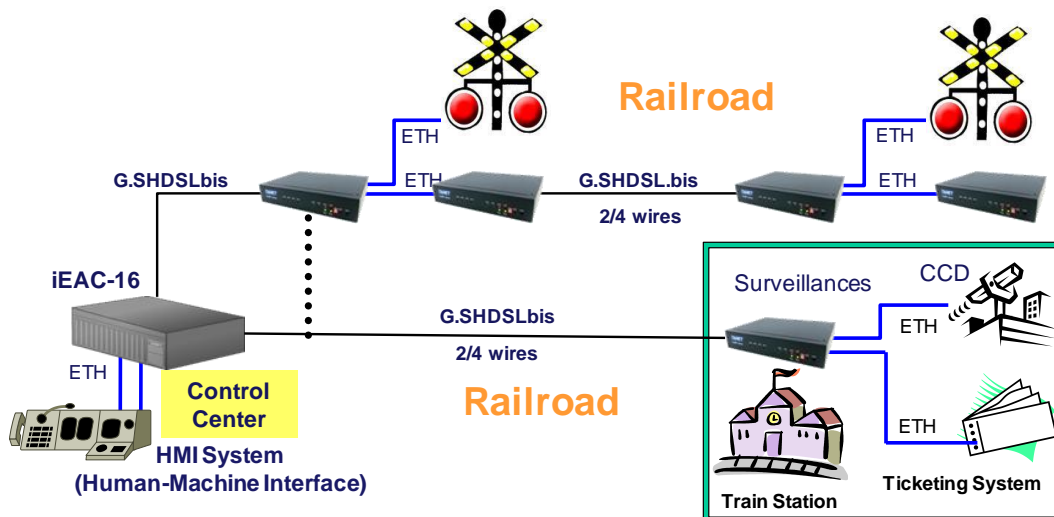 Railroad
ETH
ETH
G.SHDSLbis
ETH
G.SHDSL.bis
ETH
2/4 wires
iEAC-16
Surveillances
CCD
G.SHDSLbis
ETH
2/4 wires
ETH
Control
Center
Railroad
ETH
HMI System
(Human-Machine Interface)
Train Station
Ticketing System